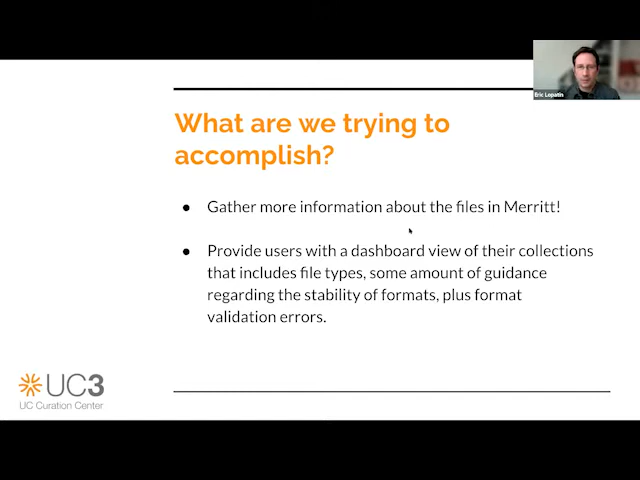 Eric Lopatin
What are we trying to
accomplish?
● Gather more information about the files in Merritt!
● Provide users with a dashboard view of their collections
that includes file types, some amount of guidance
regarding the stability of formats, plus format
validation errors.
UC3
UC Curation Center